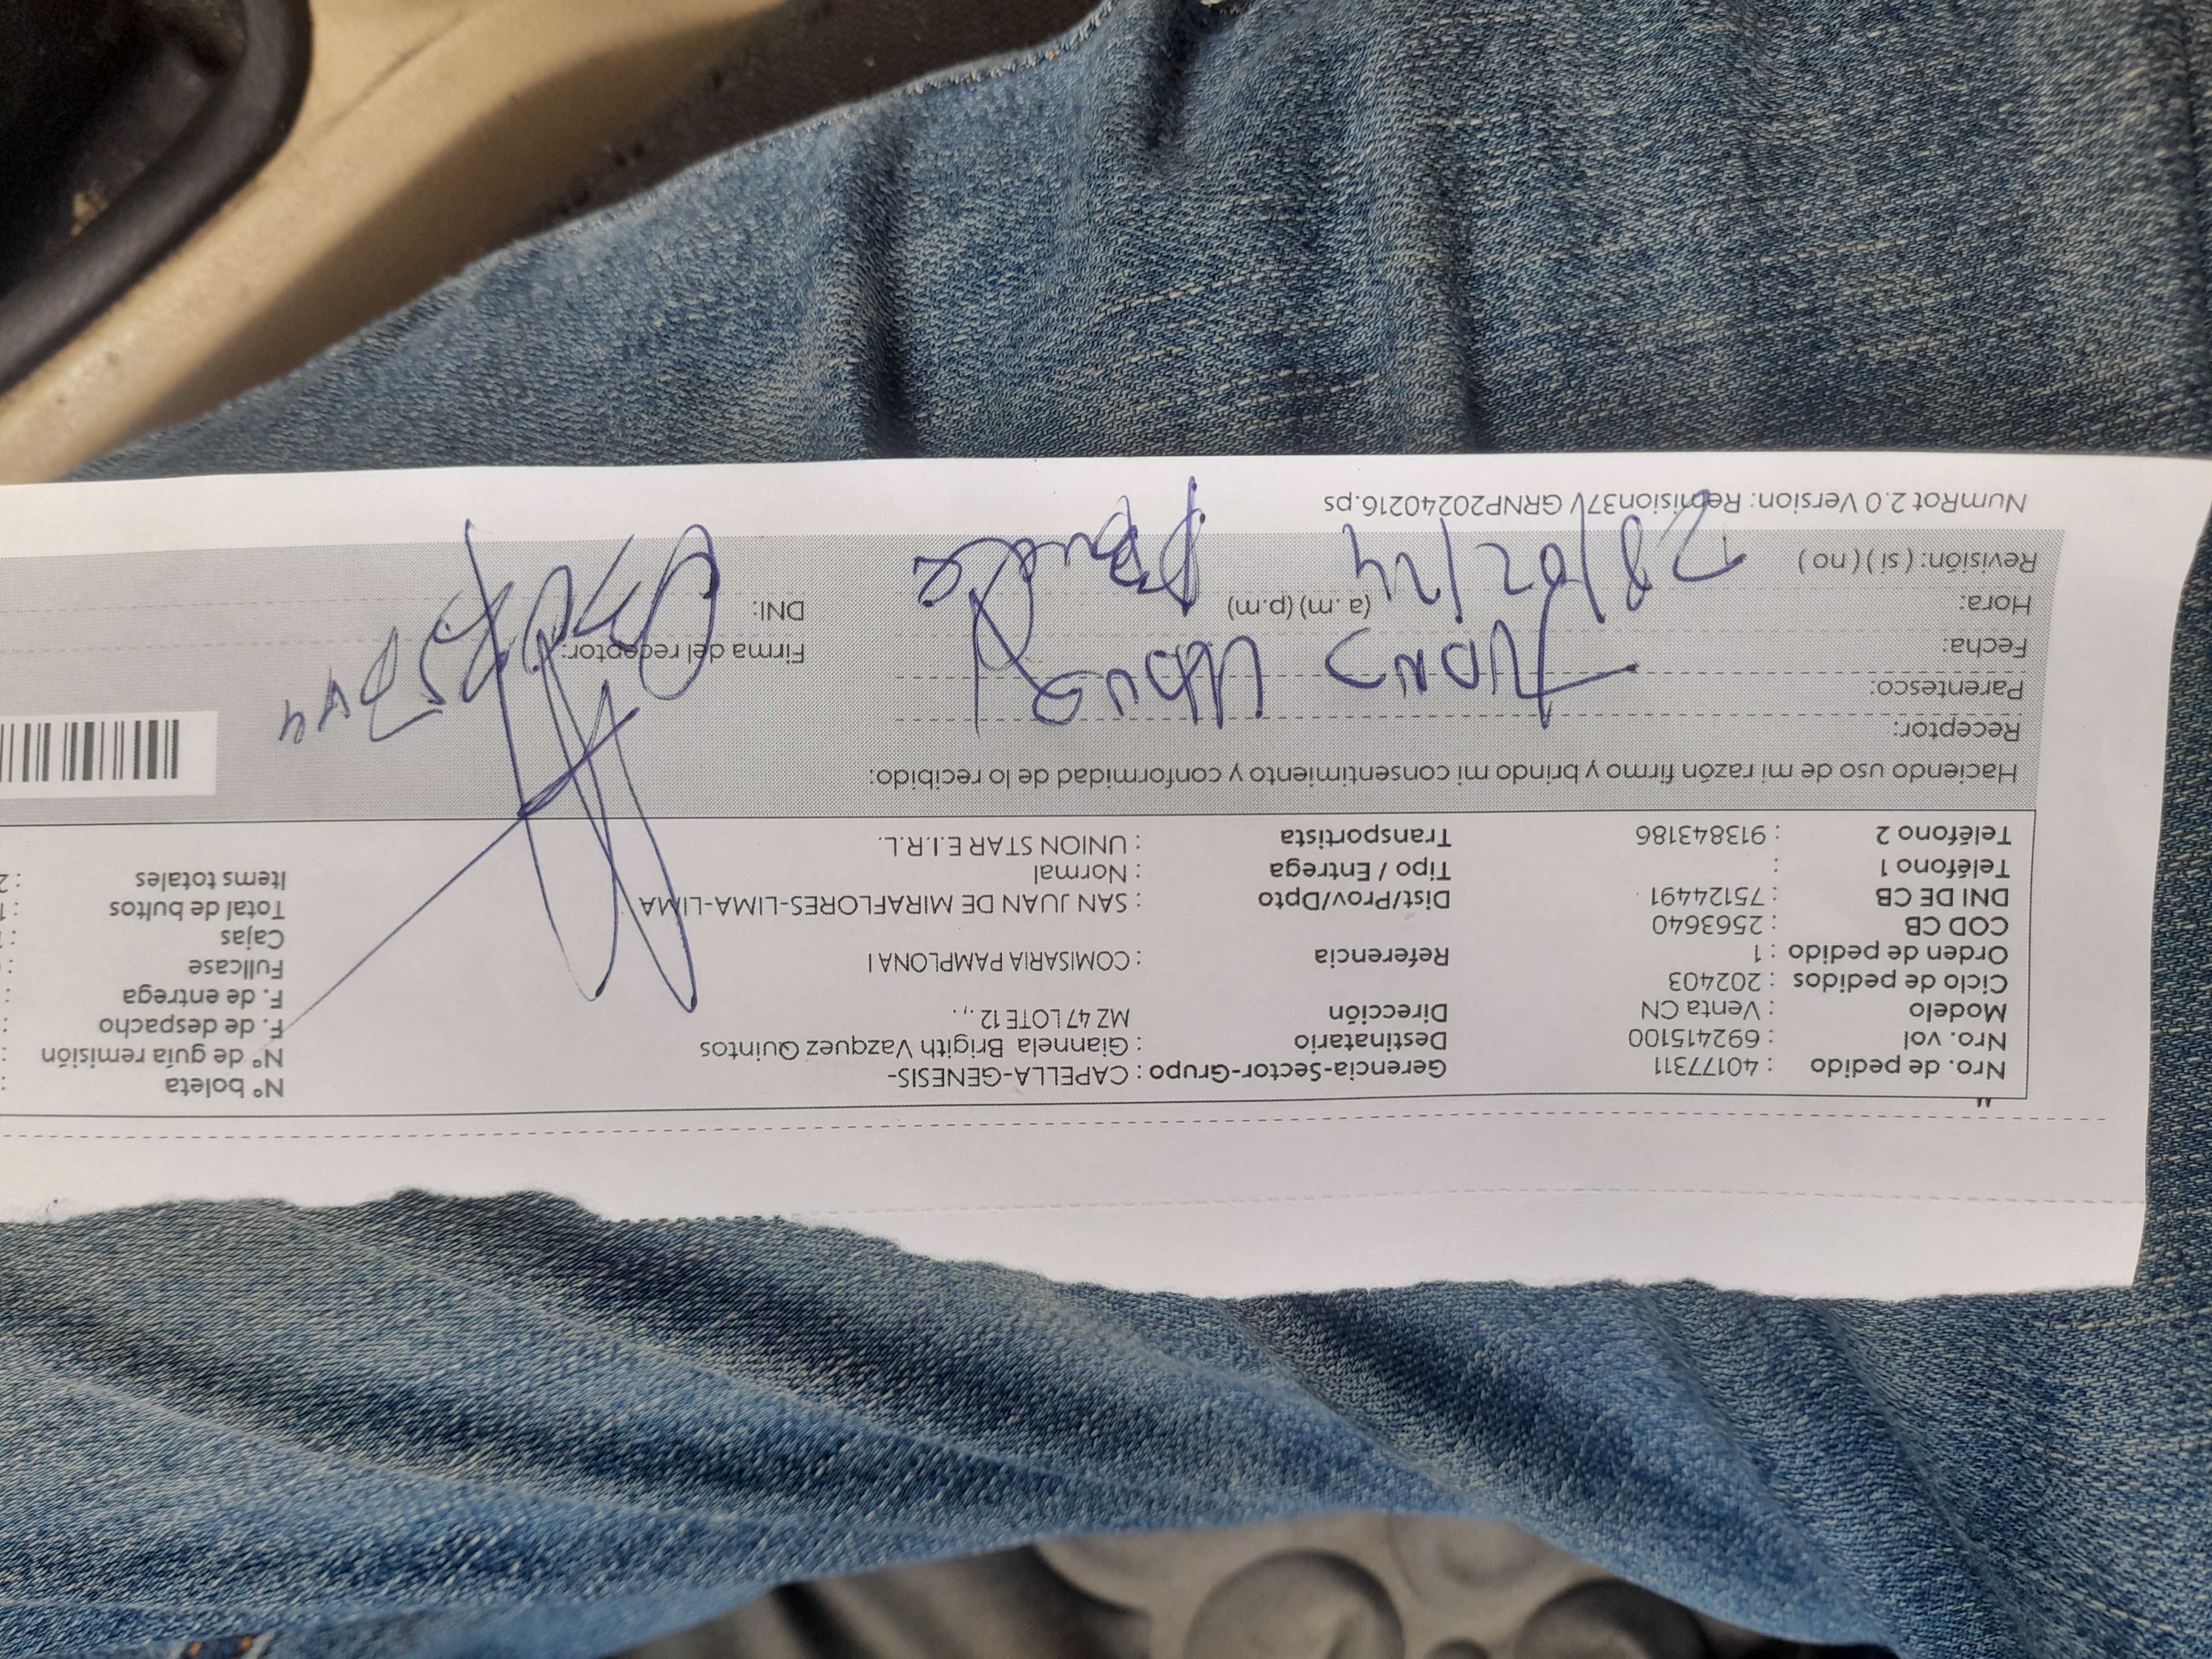 Nro. de pedido : 40177311 Gerencia-Sector-Grupo : CAPELLA-GENESIS- N° boleta :
Nro. vol : 692415100 Destinatario : Giannela Brigith Vazquez Quintos N° de guía remisión :
Modelo : Venta CN Dirección MZ 47 LOTE 12 . , . F. de despacho :
Ciclo de pedidos : 202403 F. de entrega :
Orden de pedido : 1 Referencia : COMISARIA PAMPLONA I Fullcase :
COD CB : 2563640 Cajas :
DNI DE CB : 75124491 Dist/Prov/Dpto : SAN JUAN DE MIRAFLORES-LIMA-LIMA Total de bultos :
Teléfono 1 : Tipo / Entrega : Normal Items totales : 2
Teléfono 2 : 913843186 Transportista : UNION STAR E.I.R.L.
Haciendo uso de mi razón firmo y brindo mi consentimiento y conformidad de lo recibido:
Receptor:
Parentesco:
Fecha: Firma del receptor:
Hora: (a. m) (p.m) DNI:
Revisión: ( si ) ( no ) 28/02/24
NumRot 2.0 Version: Remision37V GRNP20240216.ps